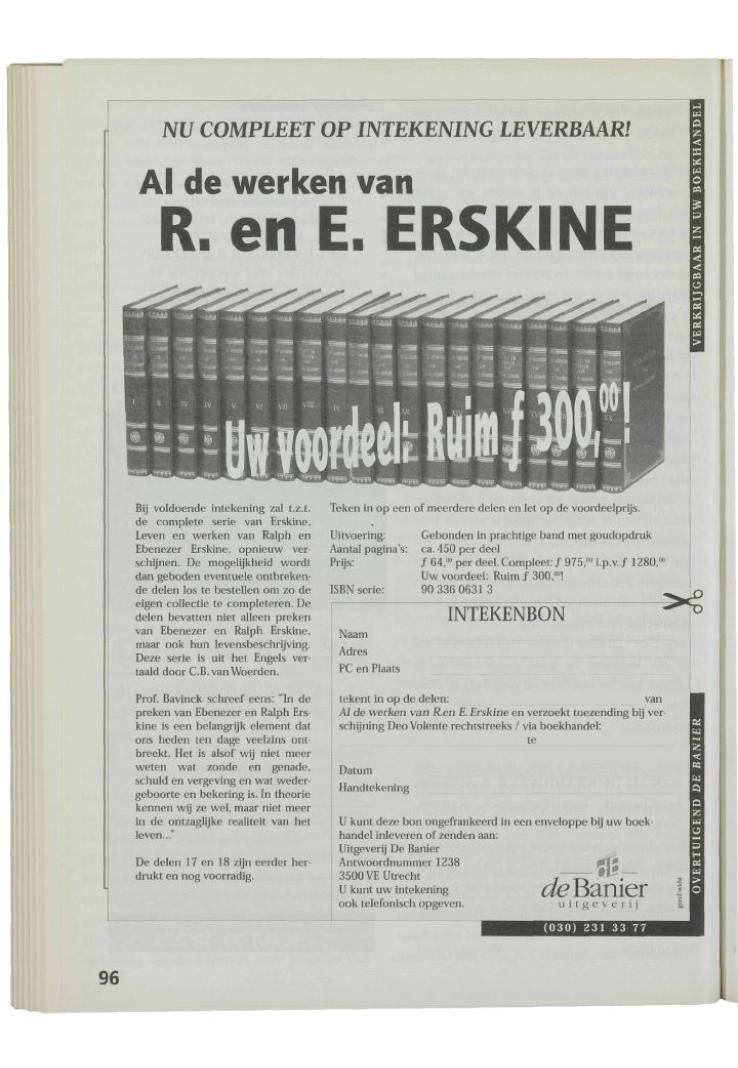 NU COMPLEET OP INTEKENING LEVERBAAR!
Al de werken van
R. en E. ERSKINE
I II III IV V VI VII VIII
Uw voordeel: Ruim ƒ 300,⁰⁰!
Bij voldoende intekening zal t.z.t.
de complete serie van Erskine,
Leven en werken van Ralph en
Ebenezer Erskine, opnieuw ver-
schijnen. De mogelijkheid wordt
dan geboden eventuele ontbreken-
de delen los te bestellen om zo de
eigen collectie te completeren. De
delen bevatten niet alleen preken
van Ebenezer en Ralph Erskine,
maar ook hun levensbeschrijving.
Deze serie is uit het Engels ver-
taald door C.B. van Woerden.
Prof. Bavinck schreef eens: "In de
preken van Ebenezer en Ralph Ers-
kine is een belangrijk element dat
ons heden ten dage veelzins ont-
breekt. Het is alsof wij niet meer
weten wat zonde en genade,
schuld en vergeving en wat weder-
geboorte en bekering is. In theorie
kennen wij ze wel, maar niet meer
in de ontzaglijke realiteit van het
leven..."
De delen 17 en 18 zijn eerder her-
drukt en nog voorradig.
Teken in op een of meerdere delen en let op de voordeelprijs.
Uitvoering: Gebonden in prachtige band met goudopdruk
Aantal pagina's: ca. 450 per deel
Prijs: ƒ 64,⁰⁰ per deel. Compleet: ƒ 975,⁰⁰ i.p.v. ƒ 1280,⁰⁰
Uw voordeel: Ruim ƒ 300,⁰⁰!
ISBN serie: 90 336 0631 3
INTEKENBON
Naam
Adres
PC en Plaats
tekent in op de delen: van
Al de werken van R.en E. Erskine en verzoekt toezending bij ver-
schijning Deo Volente rechtstreeks / via boekhandel:
te
Datum
Handtekening
U kunt deze bon ongefrankeerd in een enveloppe bij uw boek-
handel inleveren of zenden aan:
Uitgeverij De Banier
Antwoordnummer 1238
3500 VE Utrecht
U kunt uw intekening
ook telefonisch opgeven.
dB
de Banier
uitgeverij
(030) 231 33 77
VERKRIJGBAAR IN UW BOEKHANDEL
OVERTUIGEND DE BANIER
96